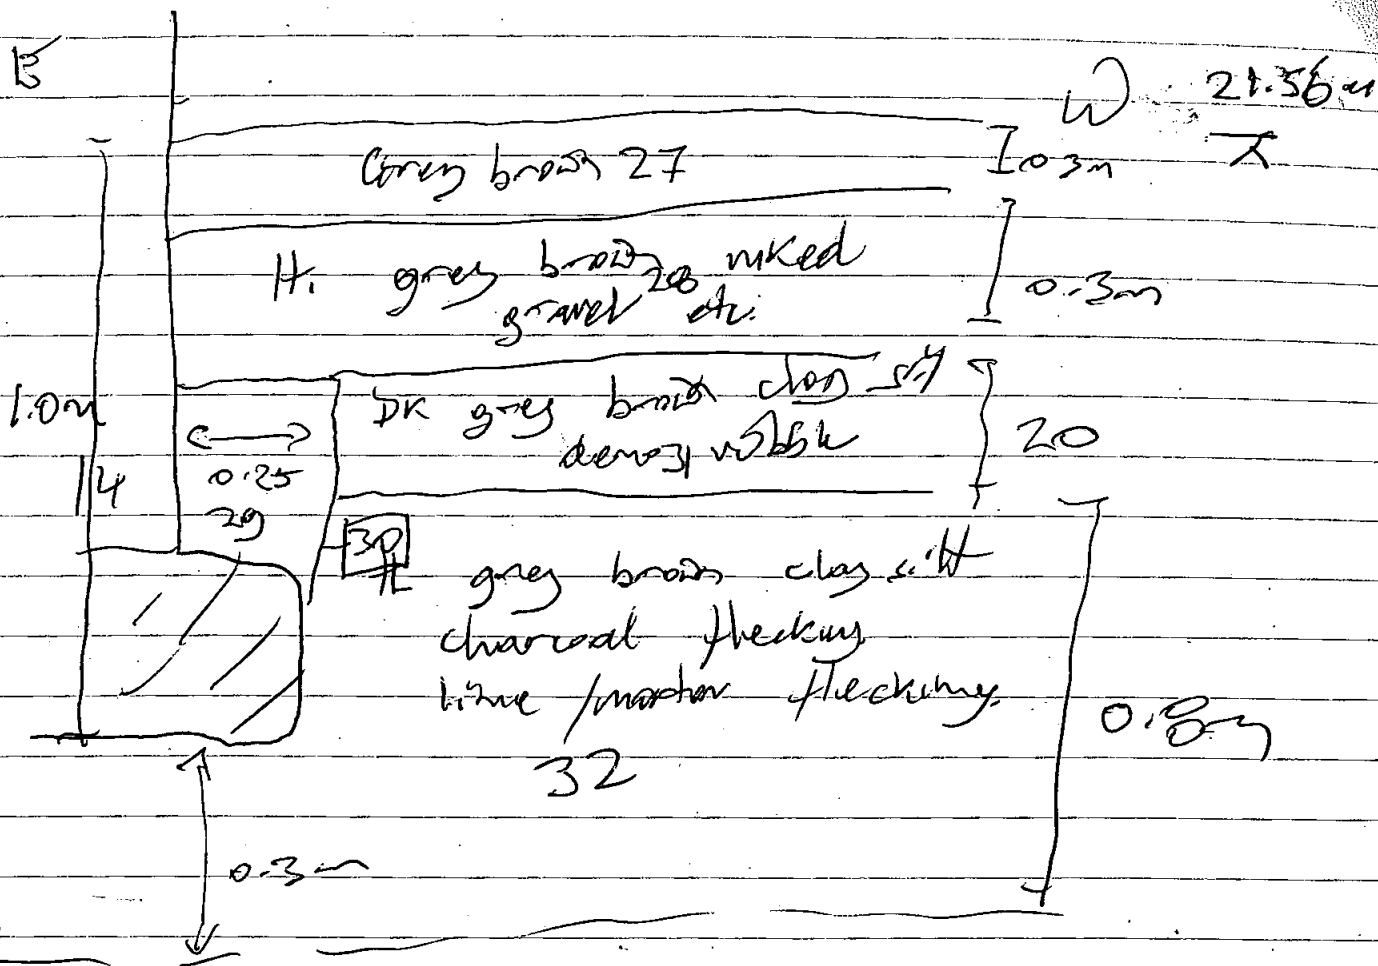 E
W 21.56m
Grey brown 27
0.3m
lt. grey brown mixed
gravel 28 etc.
0.3m
1.0m
Dk grey brown clay silt
20
0.25
14
29
30
lt grey brown clay silt
charcoal flecking
lime/mortar flecking.
0.8m
32
0.3m